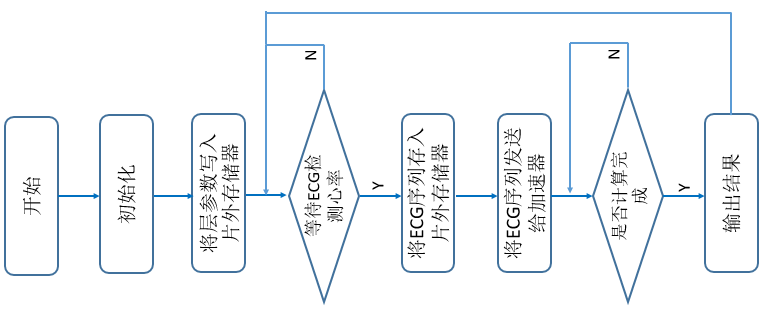 开始
初始化
将层参数写入
片外存储器
等待ECG检
测心率
N
Y
将ECG序列存入
片外存储器
将ECG序列发送
给加速器
是否计算完
成
N
Y
输出结果